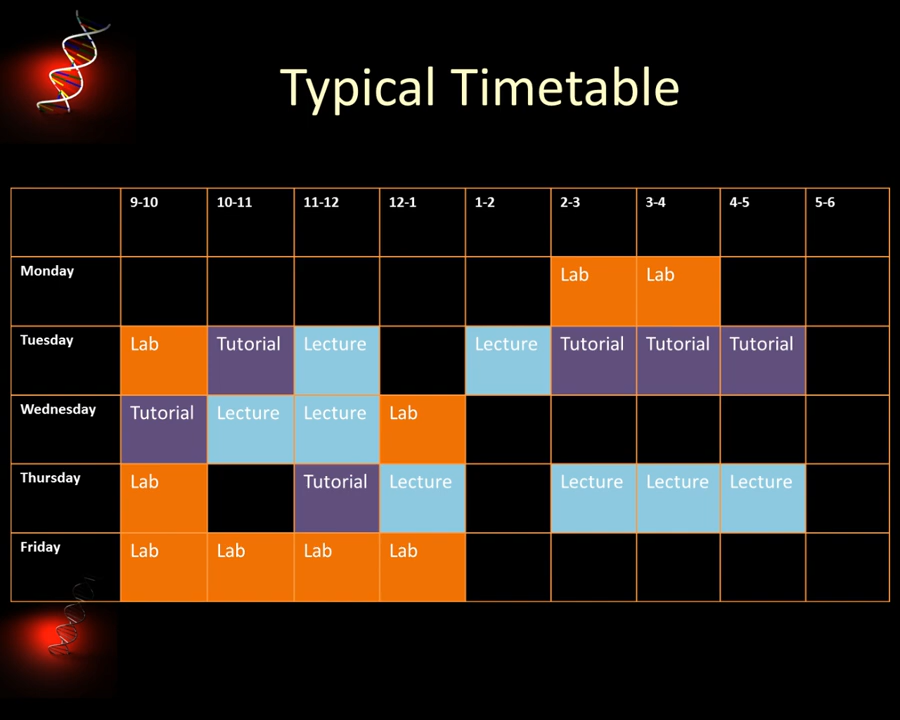 Typical Timetable
9-10 10-11 11-12 12-1 1-2 2-3 3-4 4-5 5-6
Monday Lab Lab
Tuesday Lab Tutorial Lecture Lecture Tutorial Tutorial Tutorial
Wednesday Tutorial Lecture Lecture Lab
Thursday Lab Tutorial Lecture Lecture Lecture Lecture
Friday Lab Lab Lab Lab